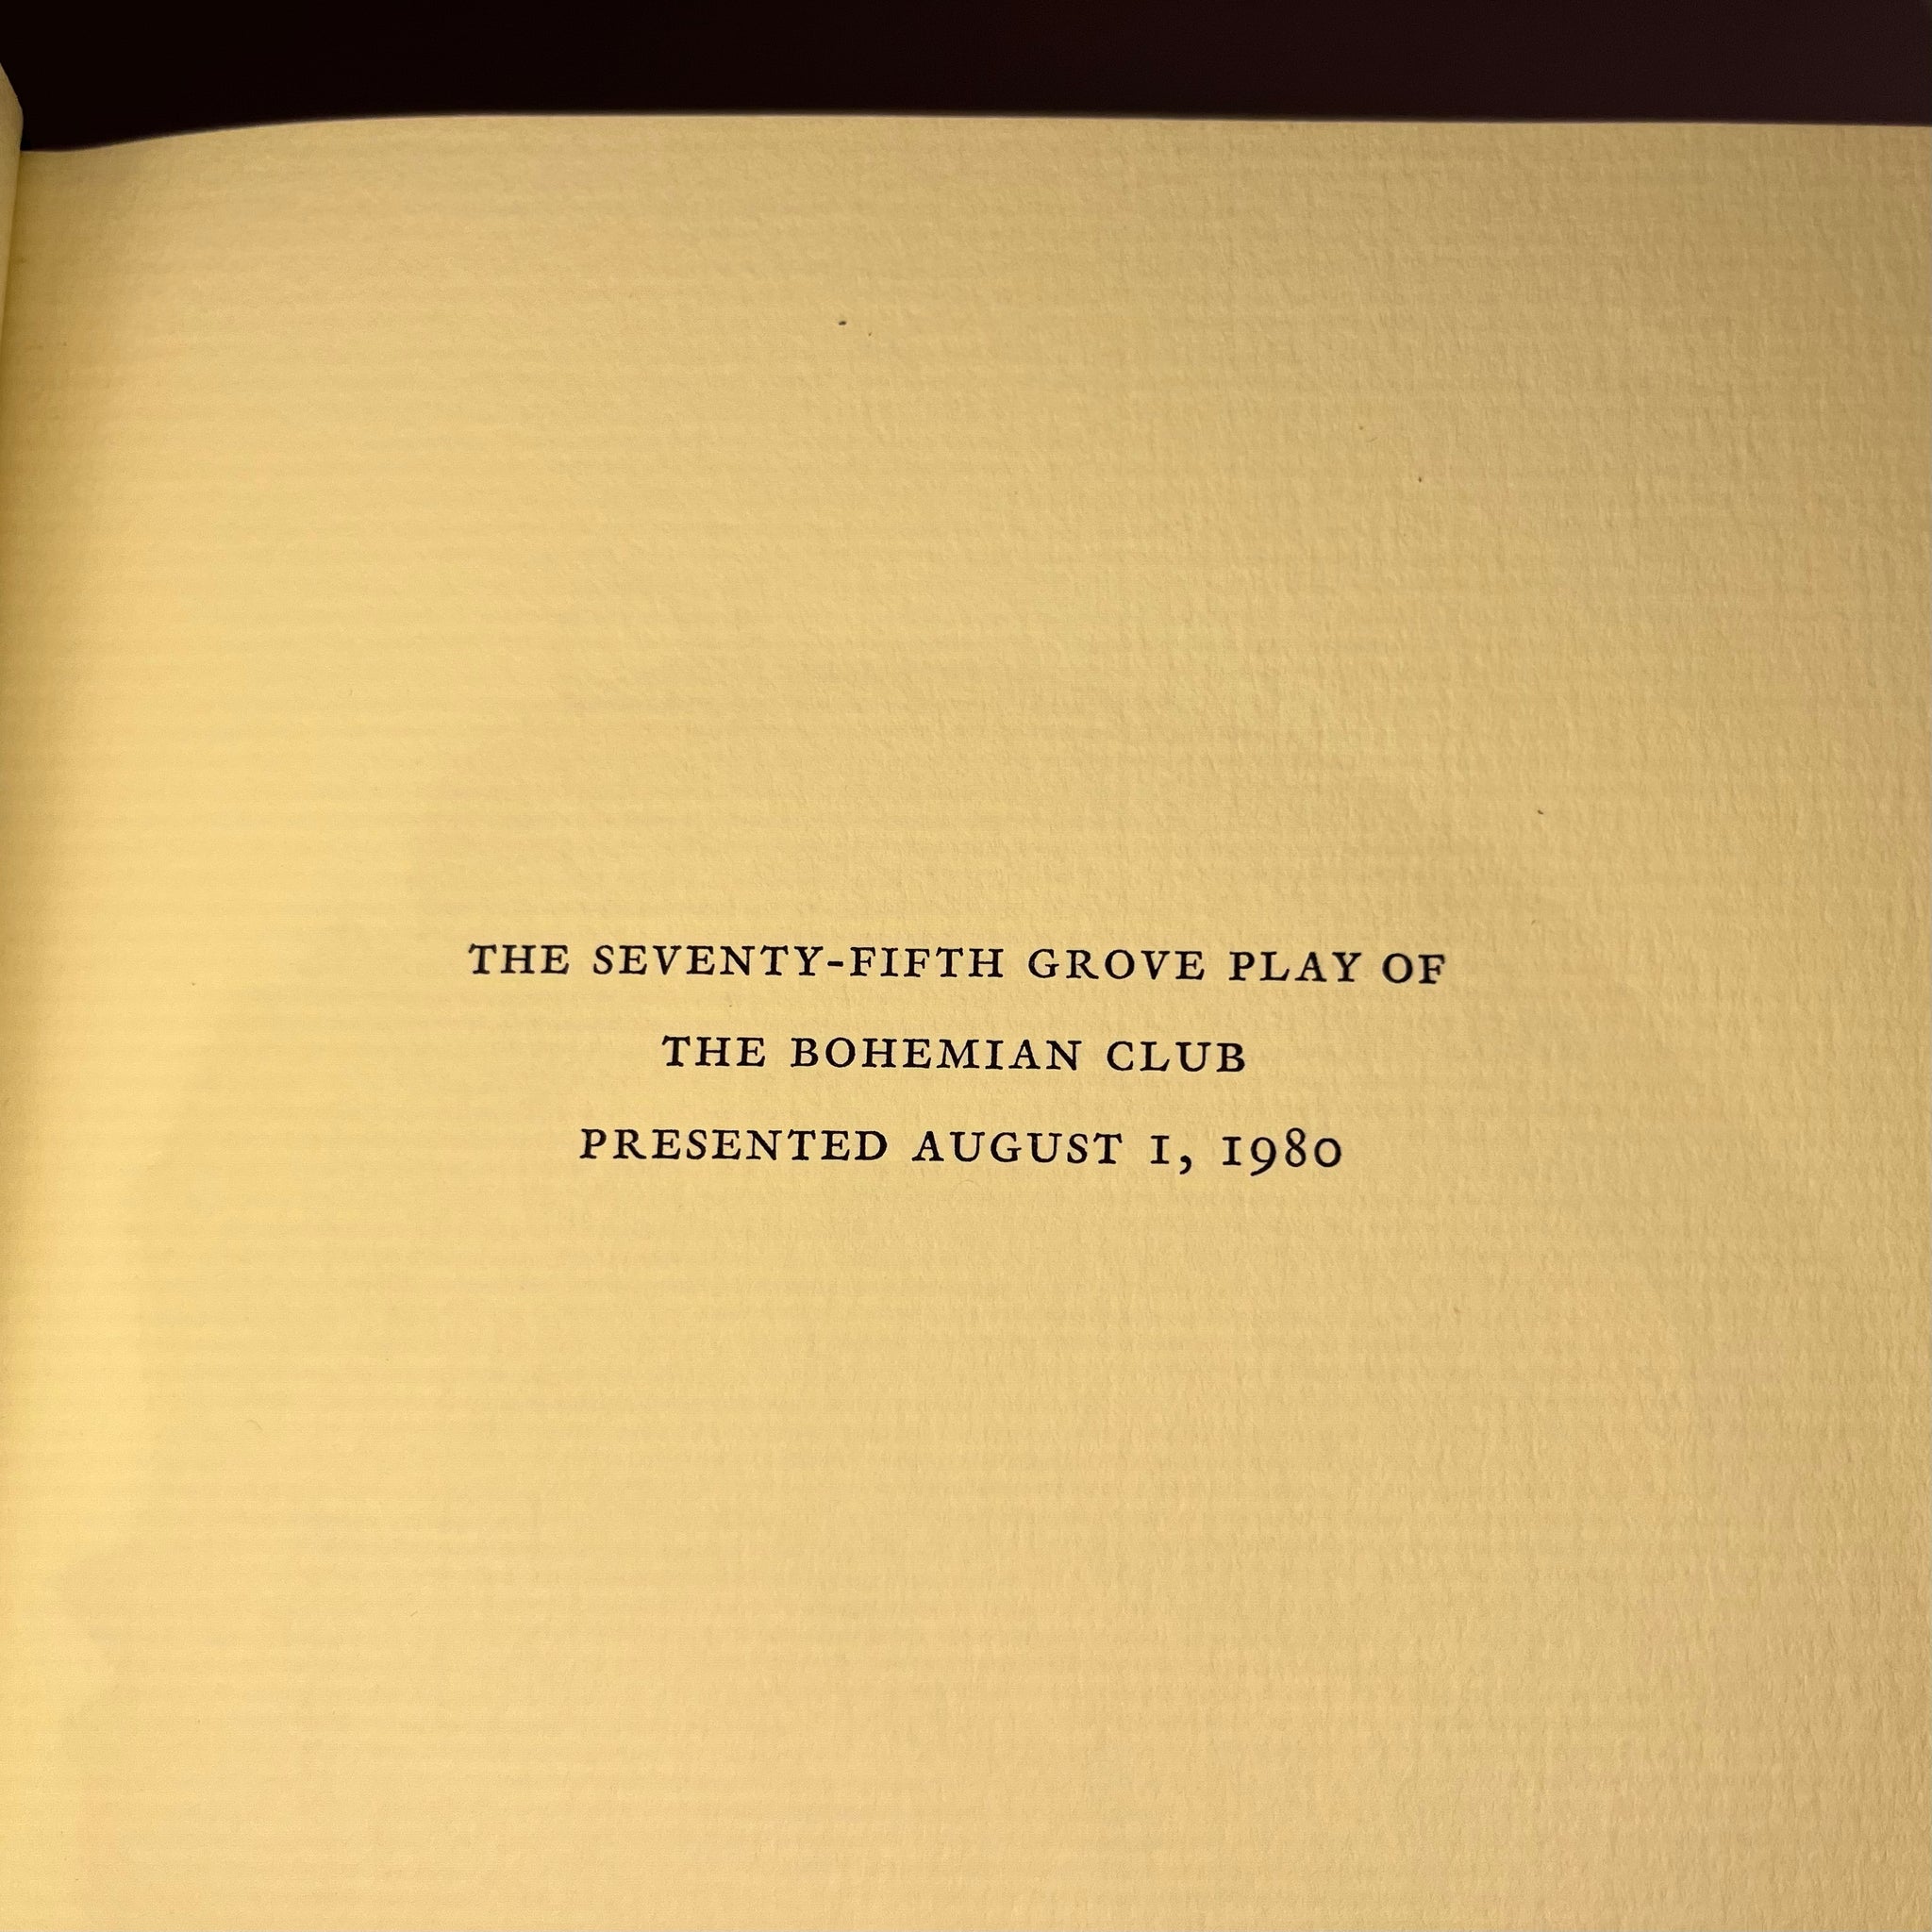 THE SEVENTY-FIFTH GROVE PLAY OF
THE BOHEMIAN CLUB
PRESENTED AUGUST 1, 1980